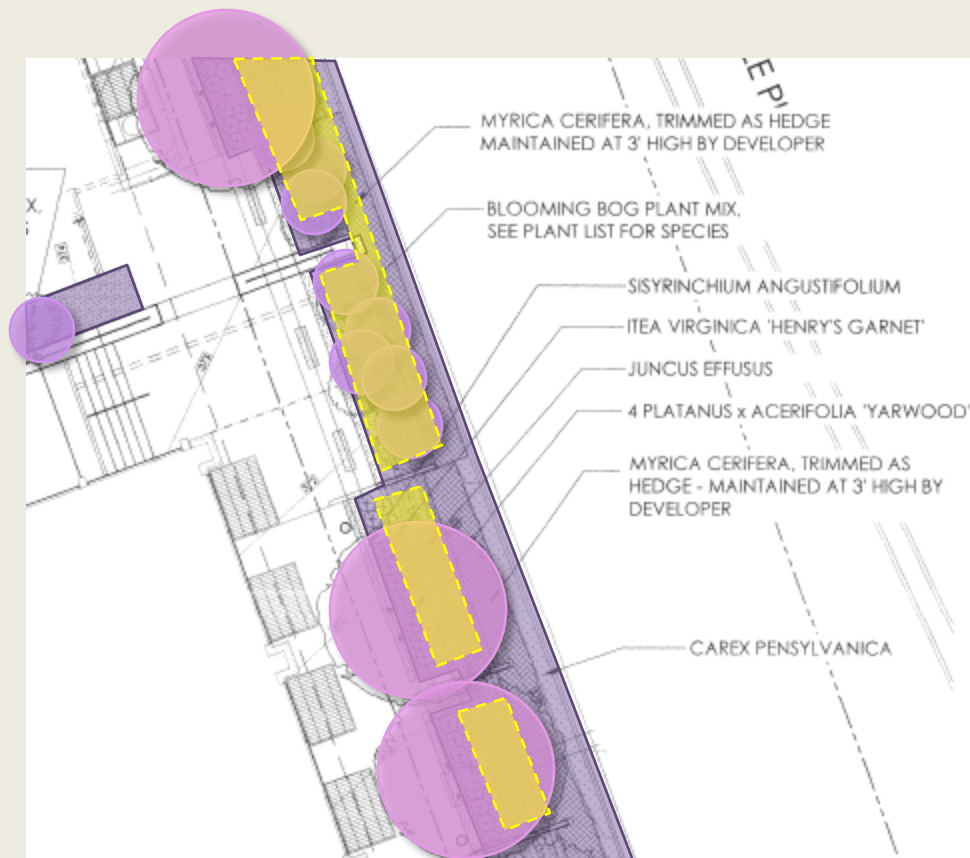 MYRICA CERIFERA, TRIMMED AS HEDGE
MAINTAINED AT 3' HIGH BY DEVELOPER
BLOOMING BOG PLANT MIX,
SEE PLANT LIST FOR SPECIES
SISYRINCHIUM ANGUSTIFOLIUM
ITEA VIRGINICA 'HENRY'S GARNET'
JUNCUS EFFUSUS
4 PLATANUS x ACERIFOLIA 'YARWOOD'
MYRICA CERIFERA, TRIMMED AS
HEDGE - MAINTAINED AT 3' HIGH BY
DEVELOPER
CAREX PENSYLVANICA